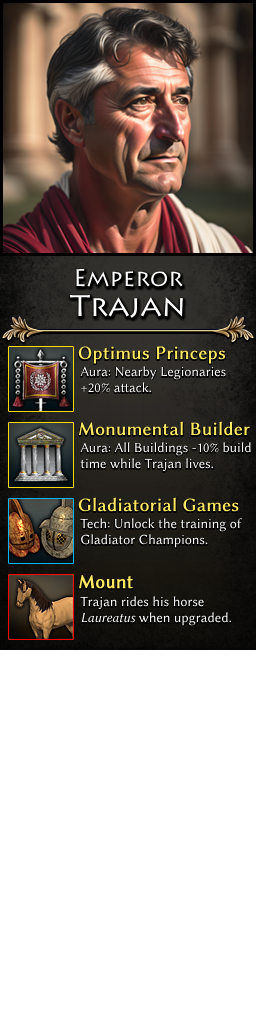 Emperor
Trajan
Optimus Princeps
Aura: Nearby Legionaries
+20% attack.
Monumental Builder
Aura: All Buildings -10% build
time while Trajan lives.
Gladiatorial Games
Tech: Unlock the training of
Gladiator Champions.
Mount
Trajan rides his horse
Laureatus when upgraded.